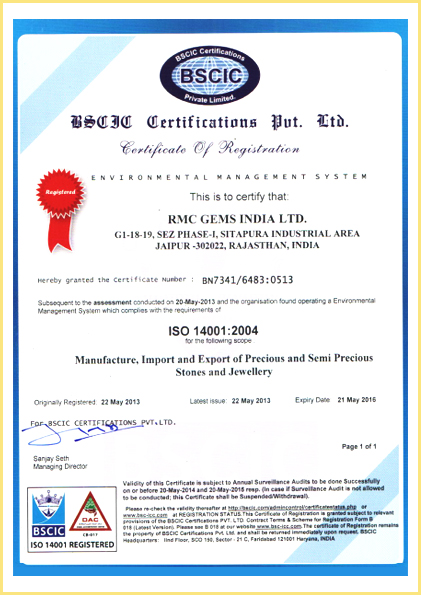 BSCIC Certifications
BSCIC
Private Limited.
BSCIC Certifications Pvt. Ltd.
Certificate Of Registration
ENVIRONMENTAL MANAGEMENT SYSTEM
Registered
This is to certify that:
RMC GEMS INDIA LTD.
G1-18-19, SEZ PHASE-I, SITAPURA INDUSTRIAL AREA
JAIPUR -302022, RAJASTHAN, INDIA
Hereby granted the Certificate Number : BN7341/6483:0513
Subsequent to the assessment conducted on 20-May-2013 and the organisation found operating a Environmental
Management System which complies with the requirements of
ISO 14001:2004
for the following scope
Manufacture, Import and Export of Precious and Semi Precious
Stones and Jewellery
Originally Registered: 22 May 2013 Latest Issue: 22 May 2013 Expiry Date: 21 May 2016
For BSCIC CERTIFICATIONS PVT.LTD.
Page 1 of 1
Sanjay Seth
Managing Director
Validity of this Certificate is subject to Annual Surveillance Audits to be done Successfully
on or before 20-May-2014 and 20-May-2015 resp. (In case if Surveillance Audit is not allowed
to be conducted; this Certificate shall be Suspended/Withdrawal).
Please re-check the validity thereafter at http://bscic.com/admincontrol/certificatestatus.php or
www.bsc-icc.com at REGISTRATION STATUS.This Certificate of Registration is granted subject to relevant
provisions of the BSCIC Certifications PVT. LTD. Contract Terms & Scheme for Registration Form B
018 (Latest Version). Please see B 018 at our website www.bsc-icc.com.The certificate of Registration remains
the property of BSCIC Certifications Pvt. Ltd. and shall be returned immediately upon request. BSCIC
Headquarters: IInd Floor, SCO 150, Sector - 21 C, Faridabad 121001 Haryana, INDIA
BSCIC
OAC
CB-017
ISO 14001 REGISTERED